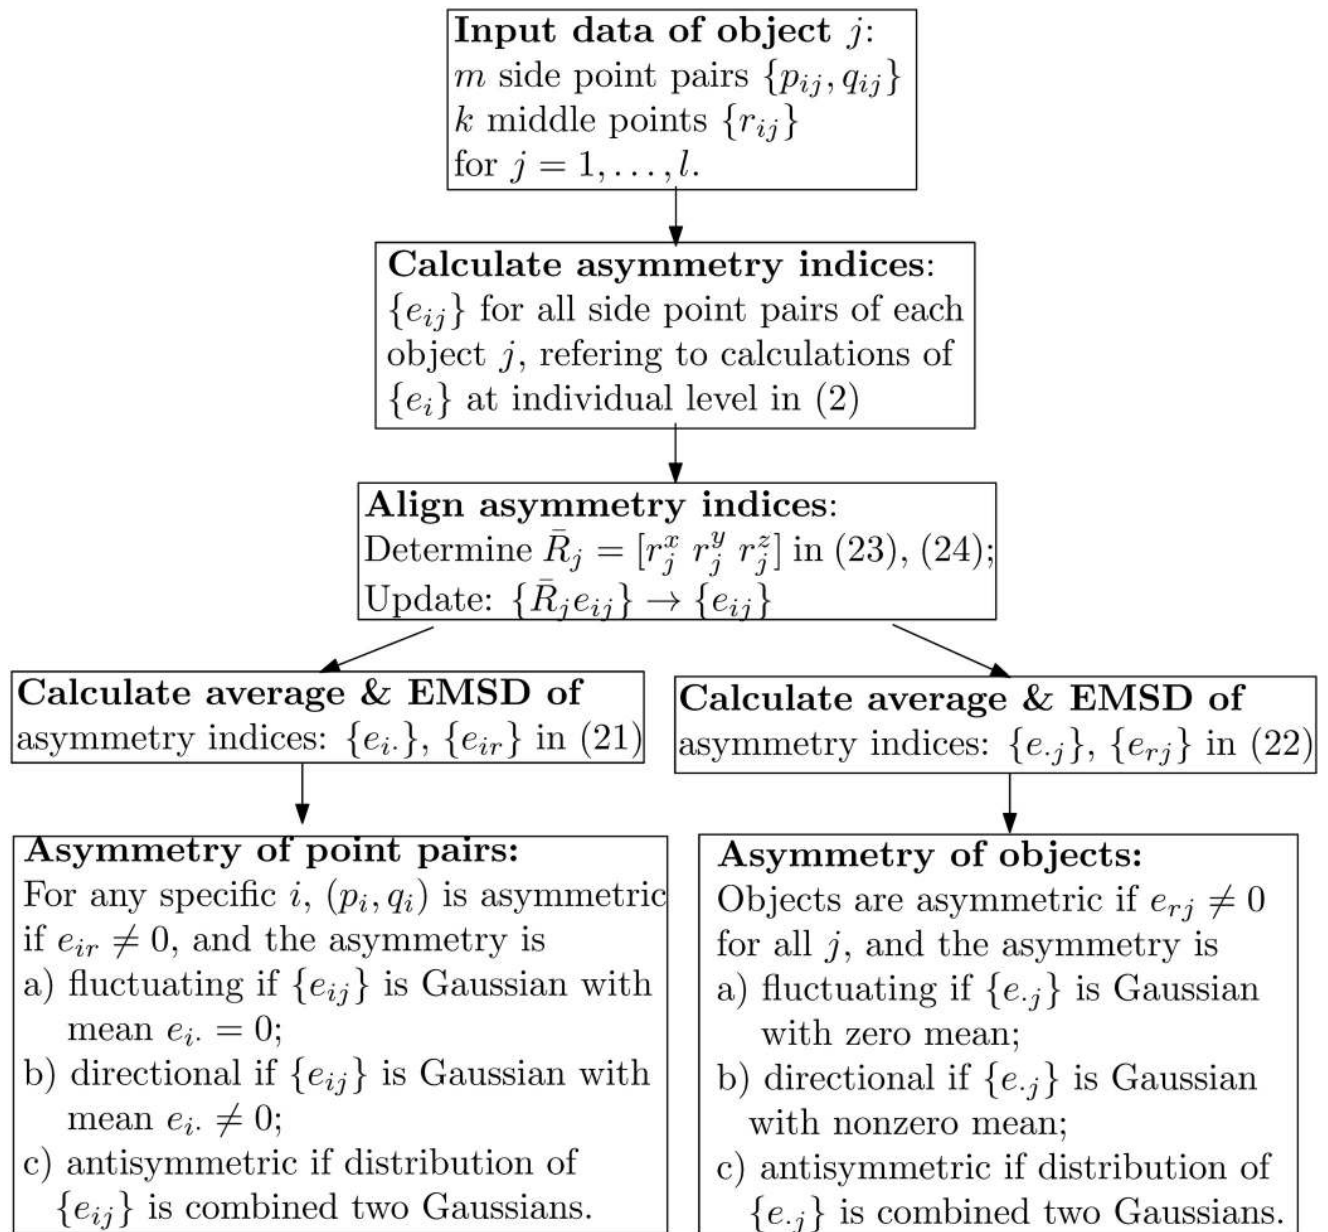 Input data of object j:
m side point pairs {p_ij, q_ij}
k middle points {r_ij}
for j = 1, . . . , l.
Calculate asymmetry indices:
{e_ij} for all side point pairs of each
object j, refering to calculations of
{e_i} at individual level in (2)
Align asymmetry indices:
Determine R̄_j = [r_j^x r_j^y r_j^z] in (23), (24);
Update: {R̄_j e_ij} → {e_ij}
Calculate average & EMSD of
asymmetry indices: {e_i·}, {e_ir} in (21)
Calculate average & EMSD of
asymmetry indices: {e_·j}, {e_rj} in (22)
Asymmetry of point pairs:
For any specific i, (p_i, q_i) is asymmetric
if e_ir ≠ 0, and the asymmetry is
a) fluctuating if {e_ij} is Gaussian with
mean e_i· = 0;
b) directional if {e_ij} is Gaussian with
mean e_i· ≠ 0;
c) antisymmetric if distribution of
{e_ij} is combined two Gaussians.
Asymmetry of objects:
Objects are asymmetric if e_rj ≠ 0
for all j, and the asymmetry is
a) fluctuating if {e_·j} is Gaussian
with zero mean;
b) directional if {e_·j} is Gaussian
with nonzero mean;
c) antisymmetric if distribution of
{e_·j} is combined two Gaussians.